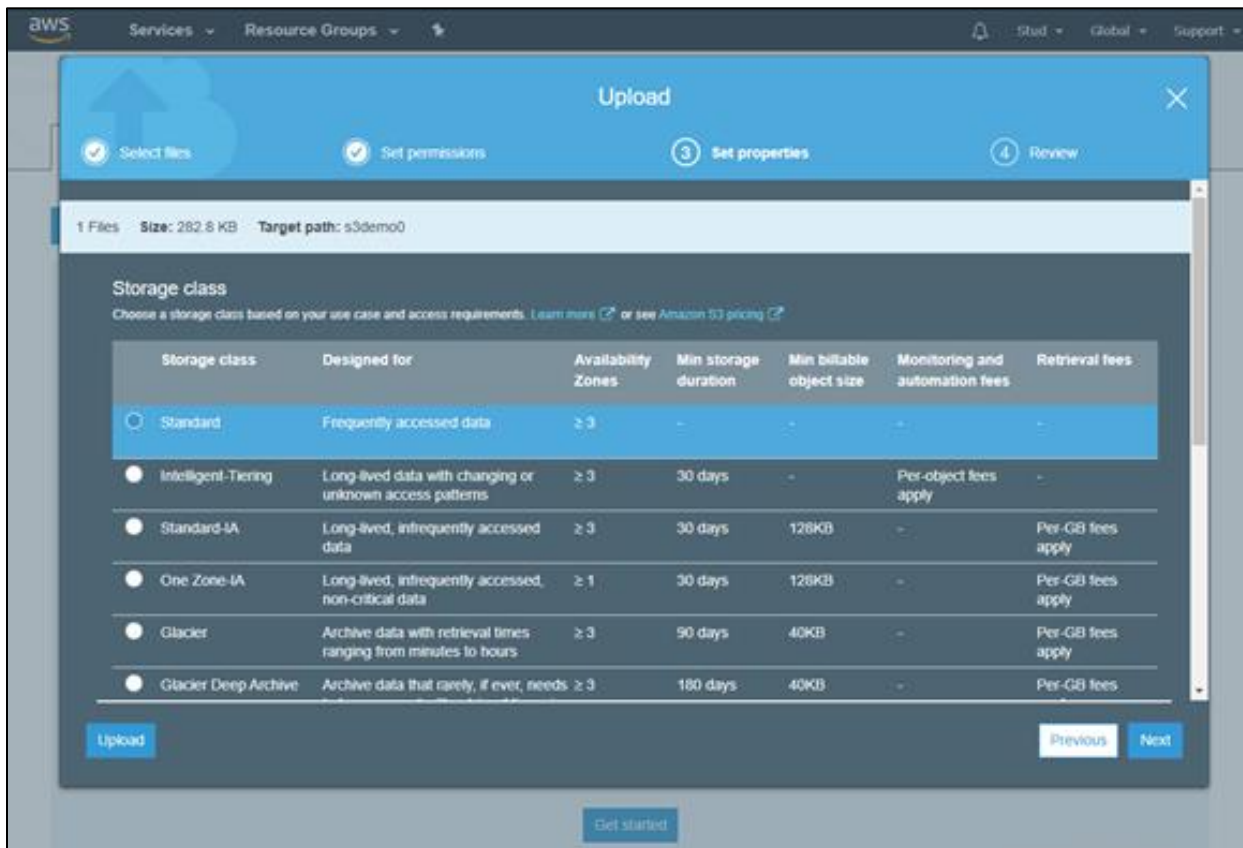 aws Services Resource Groups Stud Global Support
Upload
Select files Set permissions 3 Set properties 4 Review
1 Files Size: 282.8 KB Target path: s3demo0
Storage class
Choose a storage class based on your use case and access requirements. Learn more or see Amazon S3 pricing
Storage class Designed for Availability Min storage Min billable Monitoring and Retrieval fees
Zones duration object size automation fees
Standard Frequently accessed data ≥ 3 - - - -
Intelligent-Tiering Long-lived data with changing or ≥ 3 30 days - Per-object fees -
unknown access patterns apply
Standard-IA Long-lived, infrequently accessed ≥ 3 30 days 128KB - Per-GB fees
data apply
One Zone-IA Long-lived, infrequently accessed, ≥ 1 30 days 128KB - Per-GB fees
non-critical data apply
Glacier Archive data with retrieval times ≥ 3 90 days 40KB - Per-GB fees
ranging from minutes to hours apply
Glacier Deep Archive Archive data that rarely, if ever, needs ≥ 3 180 days 40KB - Per-GB fees
Upload Previous Next
Get started